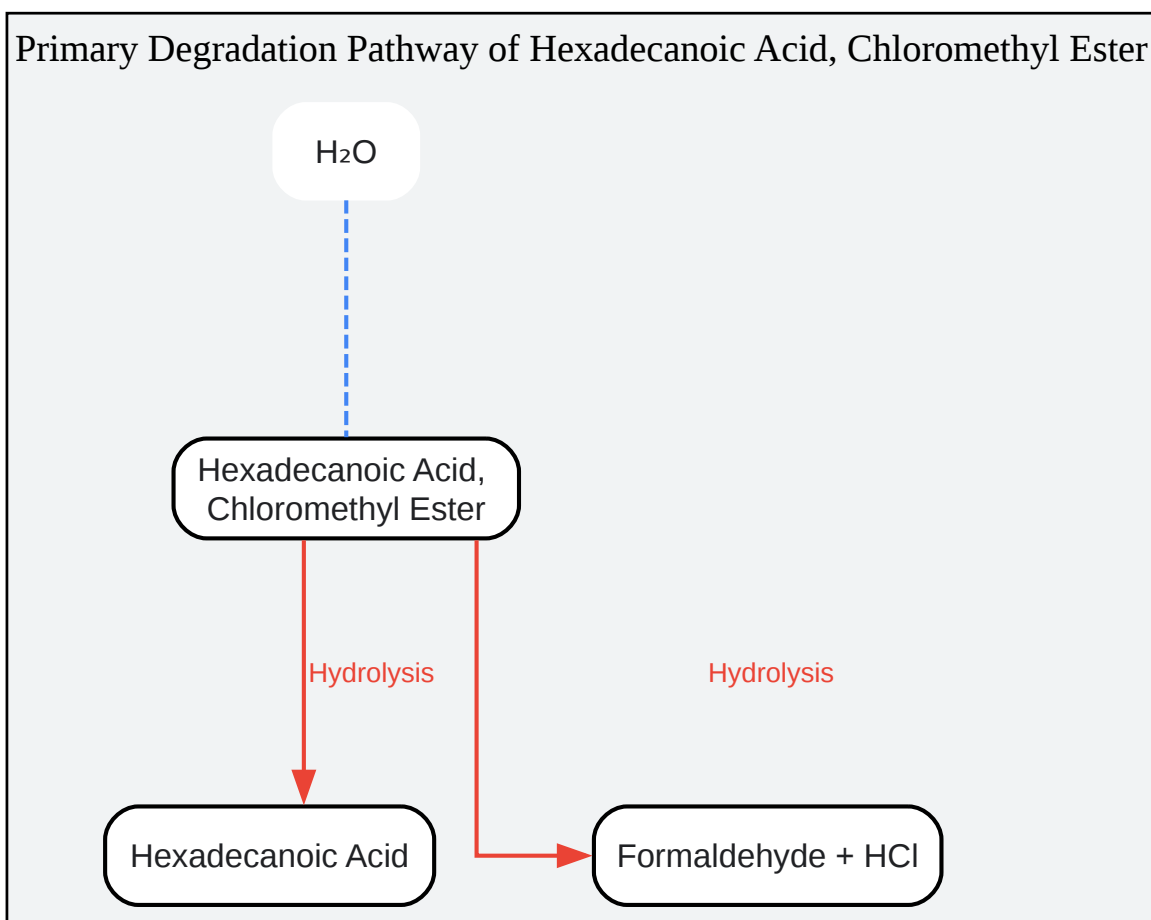 Primary Degradation Pathway of Hexadecanoic Acid, Chloromethyl Ester
H₂O
Hexadecanoic Acid,
Chloromethyl Ester
Hydrolysis
Hydrolysis
Hexadecanoic Acid
Formaldehyde + HCl